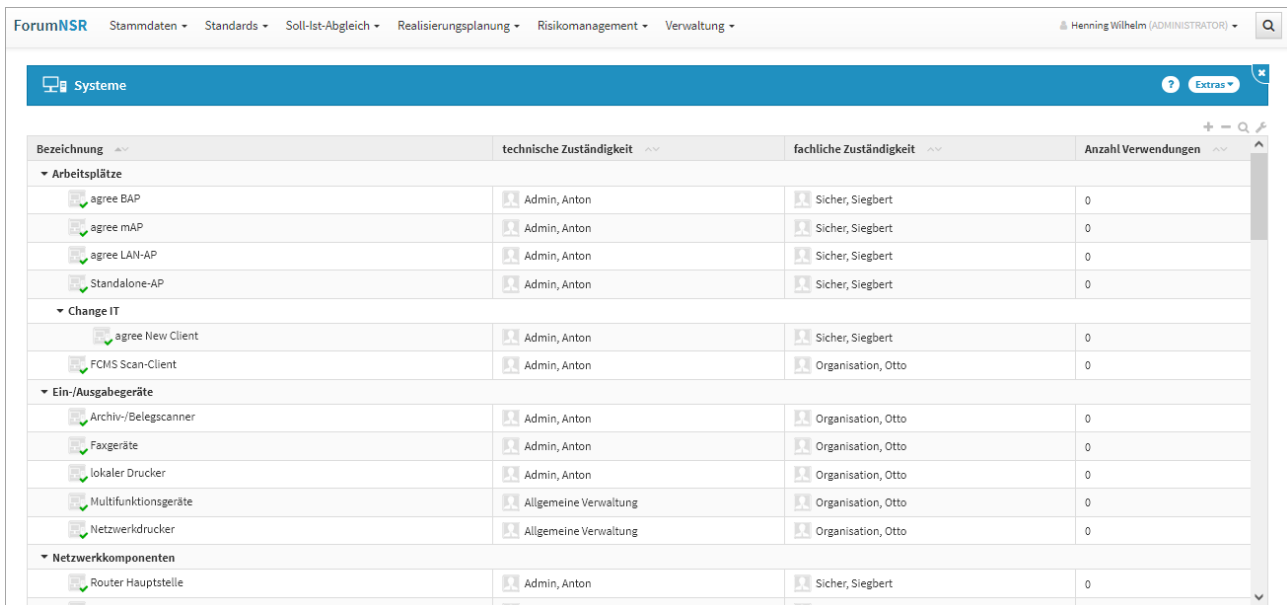 ForumNSR Stammdaten Standards Soll-Ist-Abgleich Realisierungsplanung Risikomanagement Verwaltung Henning Wilhelm (ADMINISTRATOR)
Systeme ? Extras
Bezeichnung technische Zuständigkeit fachliche Zuständigkeit Anzahl Verwendungen
Arbeitsplätze
agree BAP Admin, Anton Sicher, Siegbert 0
agree mAP Admin, Anton Sicher, Siegbert 0
agree LAN-AP Admin, Anton Sicher, Siegbert 0
Standalone-AP Admin, Anton Sicher, Siegbert 0
Change IT
agree New Client Admin, Anton Sicher, Siegbert 0
FCMS Scan-Client Admin, Anton Organisation, Otto 0
Ein-/Ausgabegeräte
Archiv-/Belegscanner Admin, Anton Organisation, Otto 0
Faxgeräte Admin, Anton Organisation, Otto 0
lokaler Drucker Admin, Anton Organisation, Otto 0
Multifunktionsgeräte Allgemeine Verwaltung Organisation, Otto 0
Netzwerkdrucker Allgemeine Verwaltung Organisation, Otto 0
Netzwerkkomponenten
Router Hauptstelle Admin, Anton Sicher, Siegbert 0